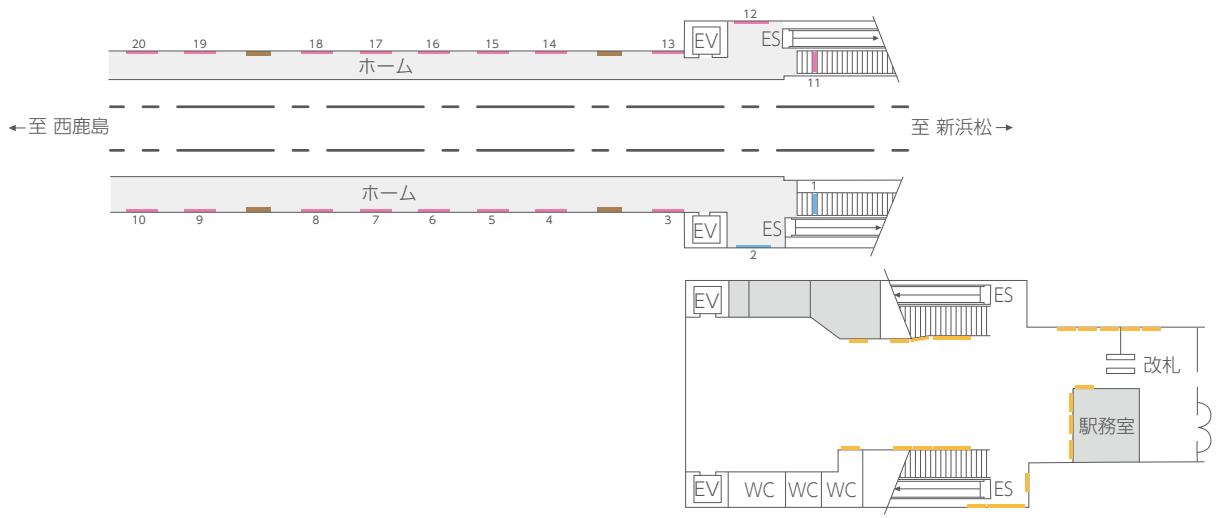 12
20 19 18 17 16 15 14 13 EV ES
ホーム
11
←至 西鹿島
至 新浜松→
ホーム
1
10 9 8 7 6 5 4 3 EV ES
2
EV ES
改札
駅務室
EV WC WC WC ES